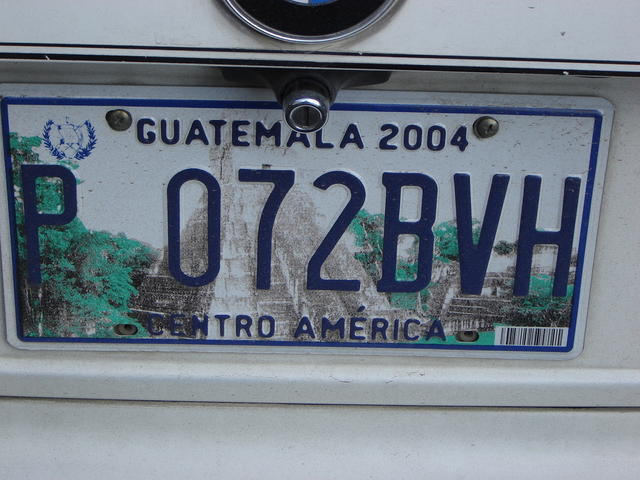 GUATEMALA 2004
P 072BVH
CENTRO AMÉRICA